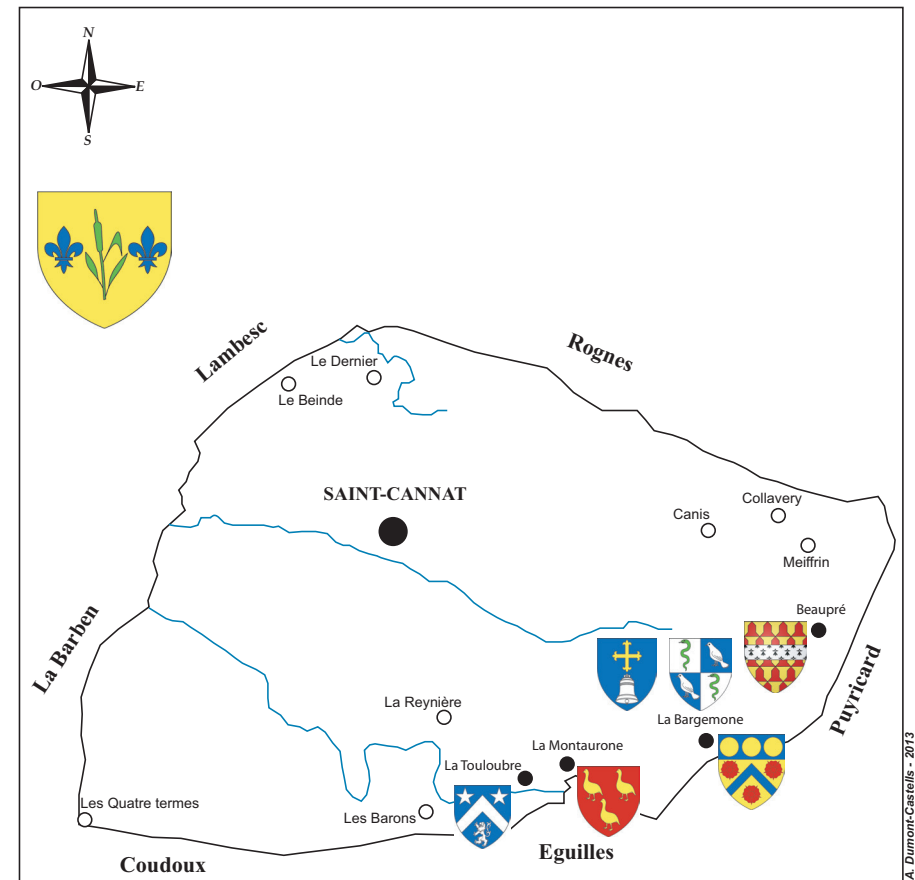 N
O
E
S
Lambesc
Rognes
Le Dernier
Le Beinde
SAINT-CANNAT
Collavery
Canis
Meiffrin
Beaupré
La Barben
Puyricard
La Reynière
La Bargemone
La Montaurone
La Touloubre
Les Quatre termes
Les Barons
Eguilles
Coudoux
A. Dumont-Castells - 2013